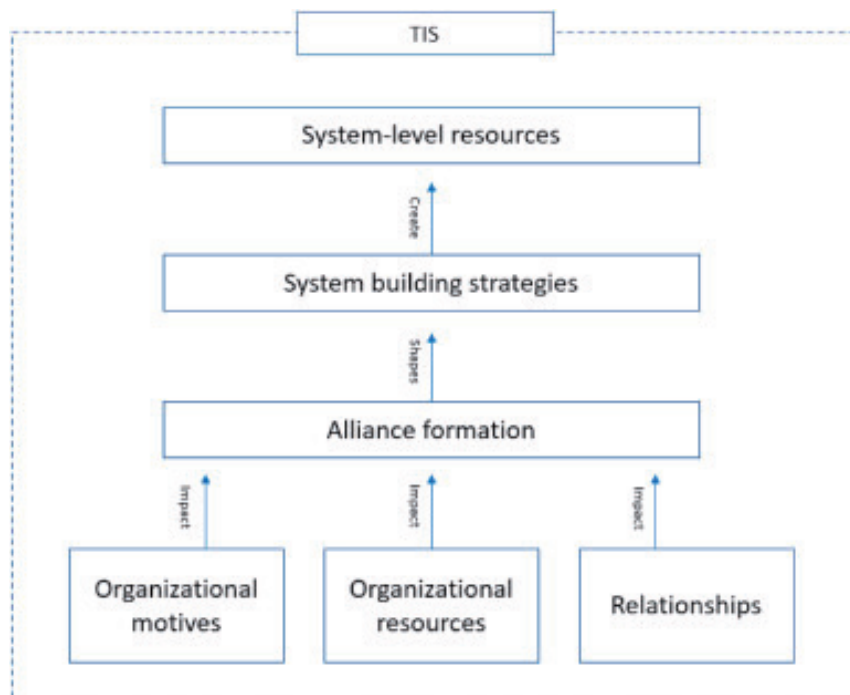 TIS
System-level resources
Create
System building strategies
Shapes
Alliance formation
Impact
Impact
Impact
Organizational
motives
Organizational
resources
Relationships